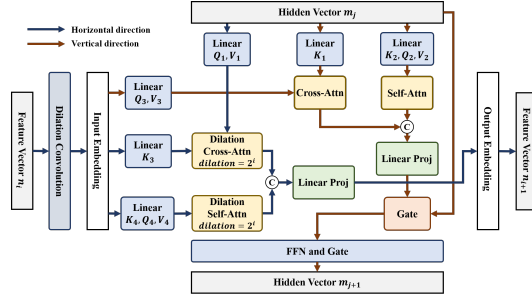 Horizontal direction
Vertical direction
Hidden Vector m_j
Linear
Q_1, V_1
Linear
K_1
Linear
K_2, Q_2, V_2
Linear
Q_3, V_3
Cross-Attn
Self-Attn
C
Feature Vector n_i
Dilation Convolution
Input Embedding
Linear
K_3
Dilation
Cross-Attn
dilation = 2^i
C
Linear Proj
Linear Proj
Output Embedding
Feature Vector n_{i+1}
Linear
K_4, Q_4, V_4
Dilation
Self-Attn
dilation = 2^i
Gate
FFN and Gate
Hidden Vector m_{j+1}